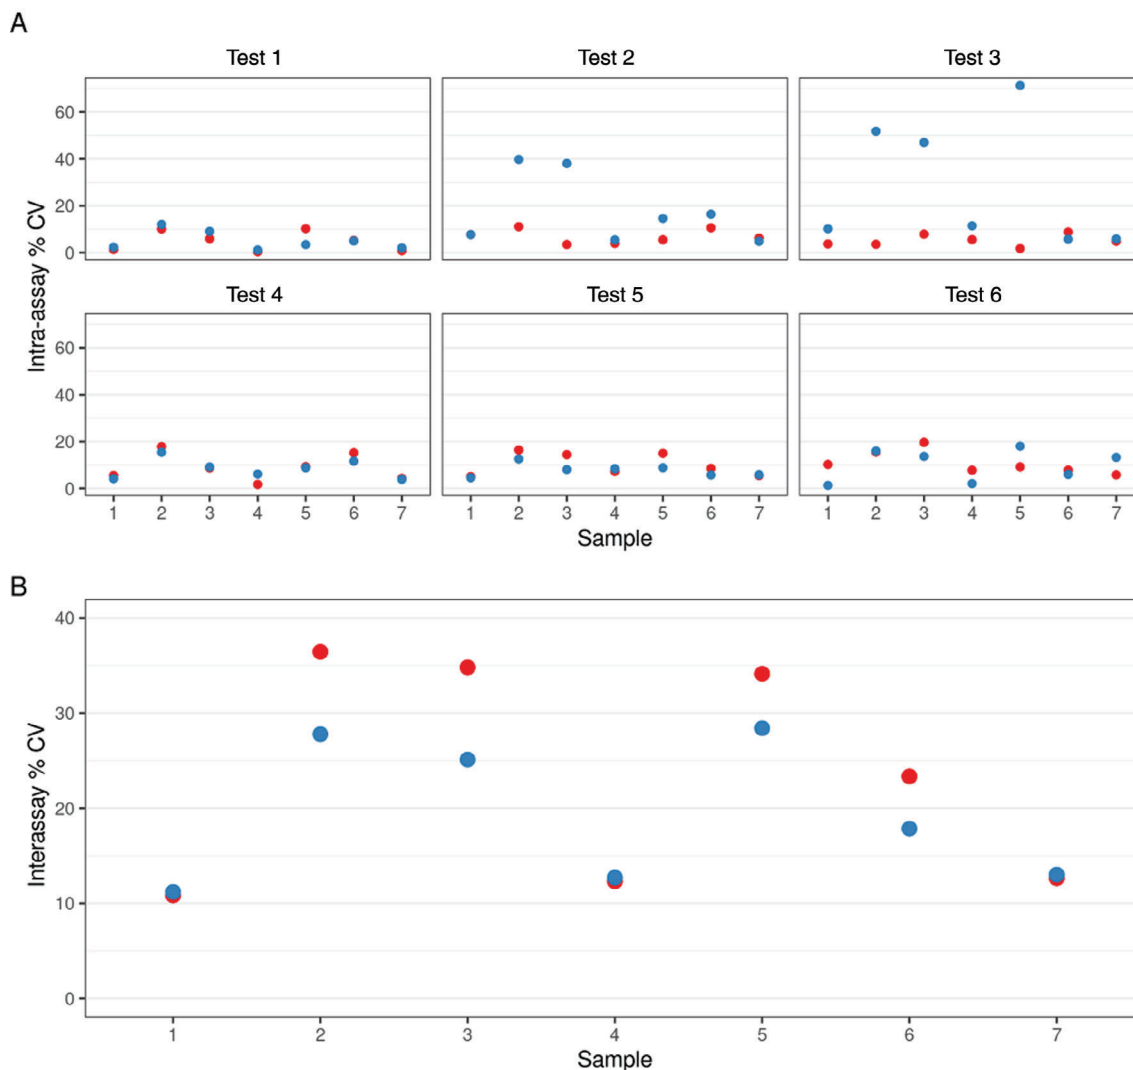 A
Test 1 Test 2 Test 3
Intra-assay % CV
60
40
20
0
Test 4 Test 5 Test 6
60
40
20
0
1 2 3 4 5 6 7 1 2 3 4 5 6 7 1 2 3 4 5 6 7
Sample
B
Interassay % CV
40
30
20
10
0
1 2 3 4 5 6 7
Sample